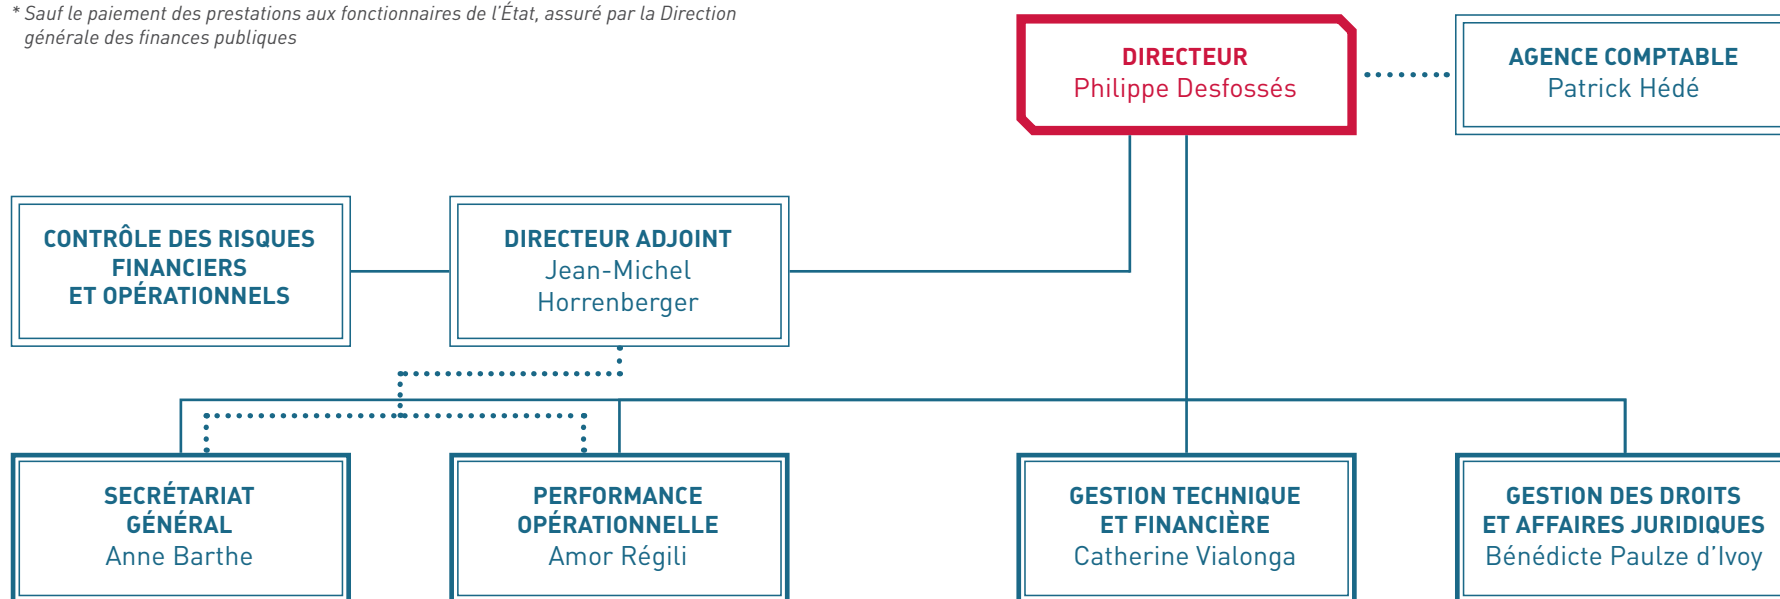 * Sauf le paiement des prestations aux fonctionnaires de l’État, assuré par la Direction
générale des finances publiques
DIRECTEUR
Philippe Desfossés
AGENCE COMPTABLE
Patrick Hédé
CONTRÔLE DES RISQUES
FINANCIERS
ET OPÉRATIONNELS
DIRECTEUR ADJOINT
Jean-Michel
Horrenberger
SECRÉTARIAT
GÉNÉRAL
Anne Barthe
PERFORMANCE
OPÉRATIONNELLE
Amor Régili
GESTION TECHNIQUE
ET FINANCIÈRE
Catherine Vialonga
GESTION DES DROITS
ET AFFAIRES JURIDIQUES
Bénédicte Paulze d’Ivoy